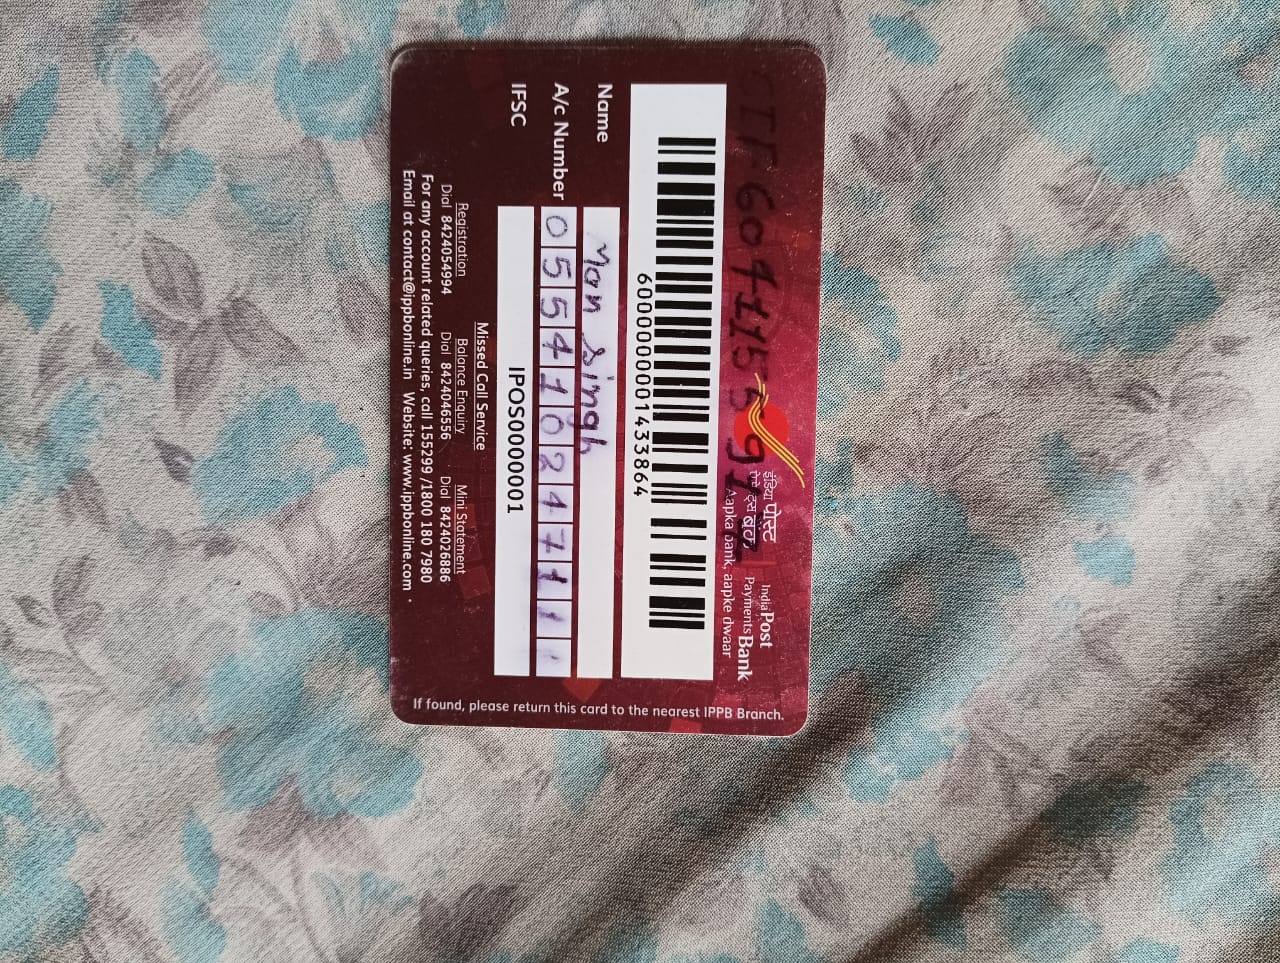 CIF 604115591
इंडिया पोस्ट
पेमेंट्स बैंक
India Post
Payments Bank
Aapka bank, aapke dwaar
60000000001433864
Name Man Singh
A/c Number 05541024711
IFSC IPOS0000001
Missed Call Service
Registration Balance Enquiry Mini Statement
Dial 8424054994 Dial 8424046556 Dial 8424026886
For any account related queries, call 155299 /1800 180 7980
Email at contact@ippbonline.in Website: www.ippbonline.com
If found, please return this card to the nearest IPPB Branch.